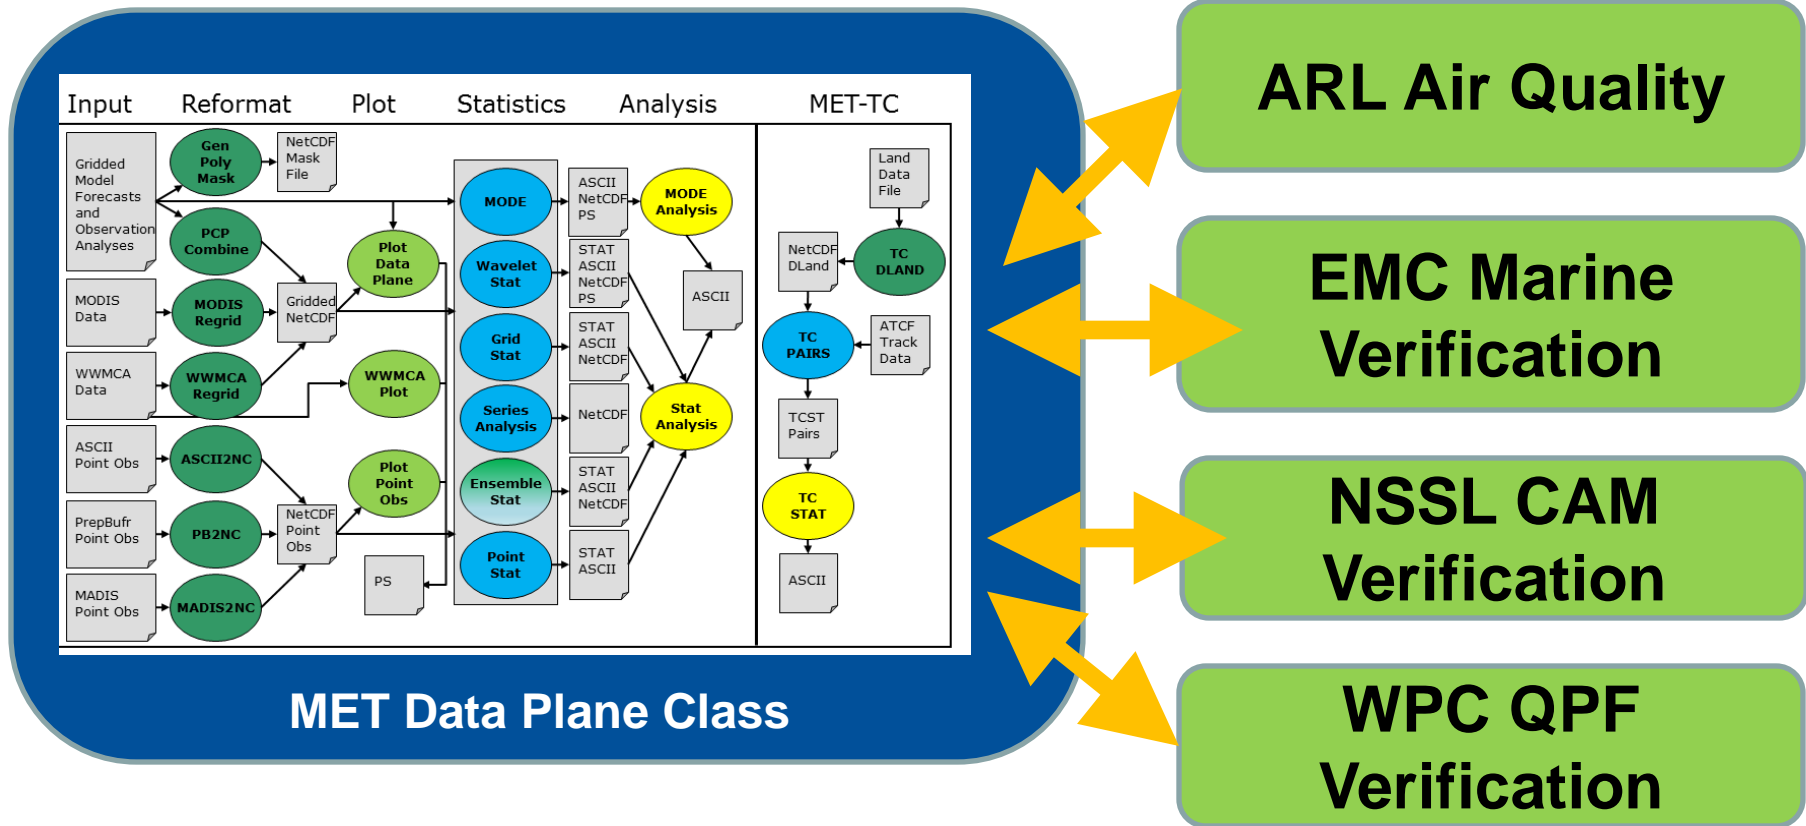 Input
Reformat
Plot
Statistics
Analysis
MET-TC
Gridded
Model
Forecasts
and
Observation
Analyses
MODIS
Data
WWMCA
Data
ASCII
Point Obs
PrepBufr
Point Obs
MADIS
Point Obs
Gen
Poly
Mask
PCP
Combine
MODIS
Regrid
WWMCA
Regrid
ASCII2NC
PB2NC
MADIS2NC
NetCDF
Mask
File
Gridded
NetCDF
NetCDF
Point
Obs
Plot
Data
Plane
WWMCA
Plot
Plot
Point
Obs
PS
MODE
Wavelet
Stat
Grid
Stat
Series
Analysis
Ensemble
Stat
Point
Stat
ASCII
NetCDF
PS
STAT
ASCII
NetCDF
PS
STAT
ASCII
NetCDF
NetCDF
STAT
ASCII
NetCDF
STAT
ASCII
MODE
Analysis
ASCII
Stat
Analysis
Land
Data
File
NetCDF
DLand
TC
DLAND
TC
PAIRS
ATCF
Track
Data
TCST
Pairs
TC
STAT
ASCII
MET Data Plane Class
ARL Air Quality
EMC Marine
Verification
NSSL CAM
Verification
WPC QPF
Verification